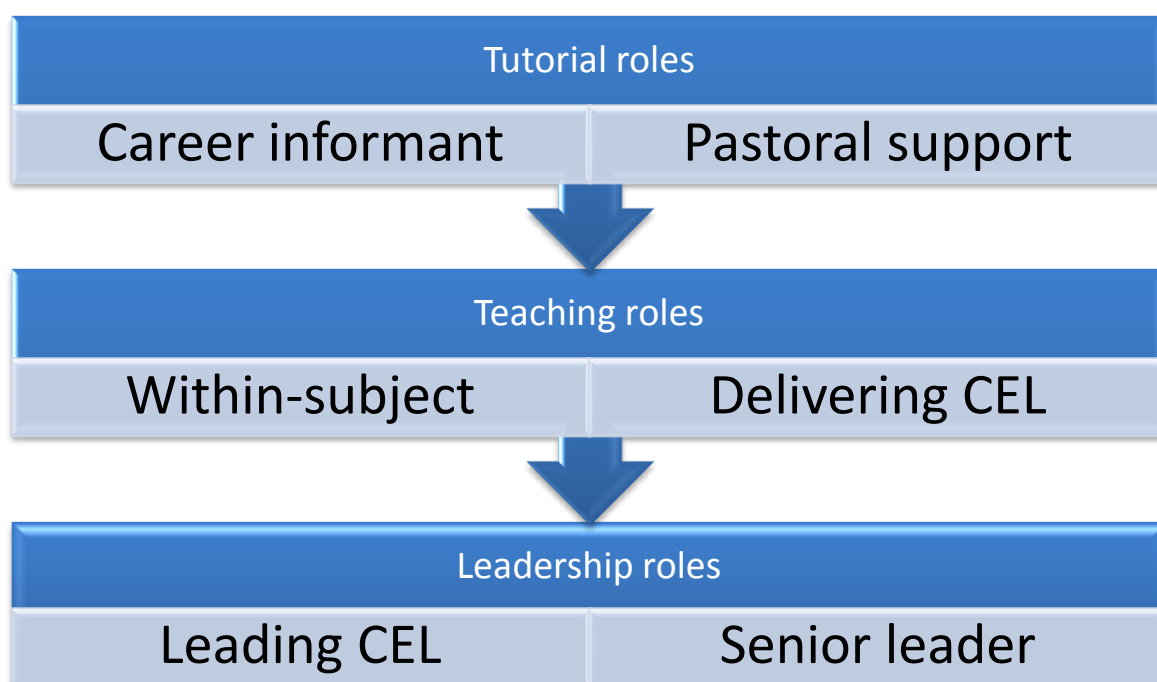 Tutorial roles
Career informant Pastoral support
Teaching roles
Within-subject Delivering CEL
Leadership roles
Leading CEL Senior leader